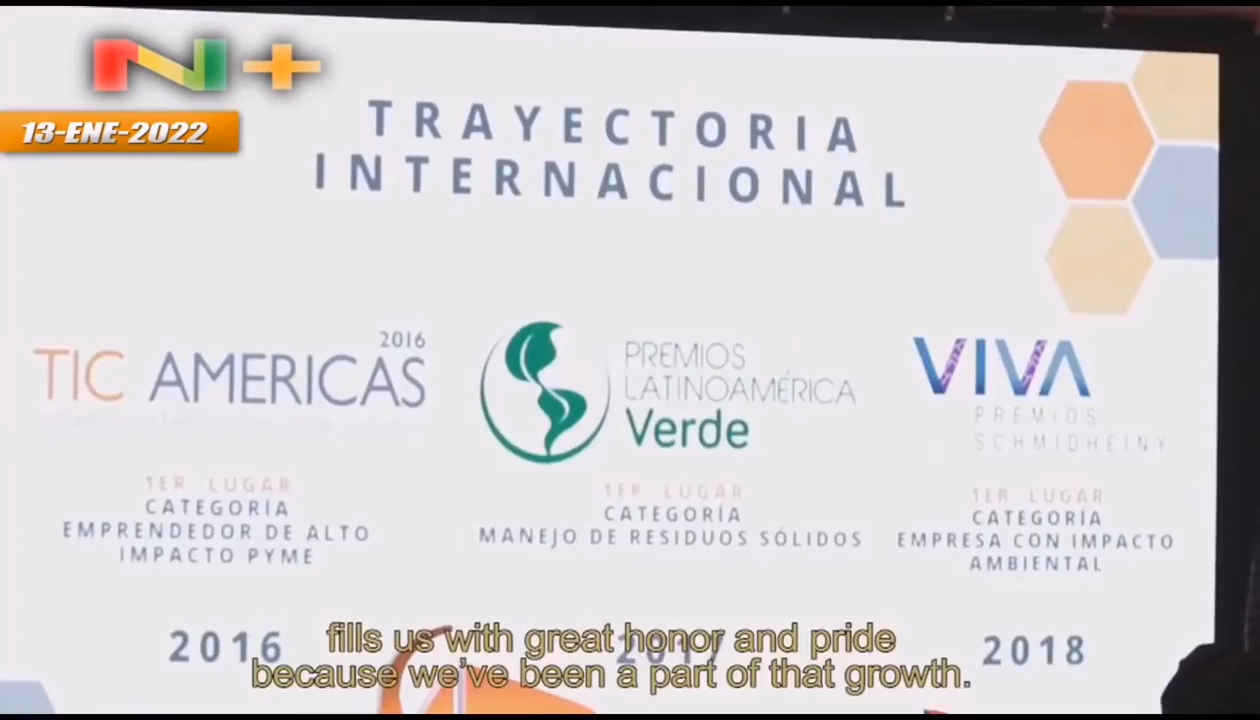 N+
13-ENE-2022
TRAYECTORIA
INTERNACIONAL
2016
TIC AMERICAS
PREMIOS
LATINOAMÉRICA
Verde
VIVA
PREMIOS
SCHMIDHEINY
1ER. LUGAR
CATEGORÍA
EMPRENDEDOR DE ALTO
IMPACTO PYME
1ER. LUGAR
CATEGORÍA
MANEJO DE RESIDUOS SÓLIDOS
1ER. LUGAR
CATEGORÍA
EMPRESA CON IMPACTO
AMBIENTAL
2016
2017
2018
fills us with great honor and pride
because we've been a part of that growth.